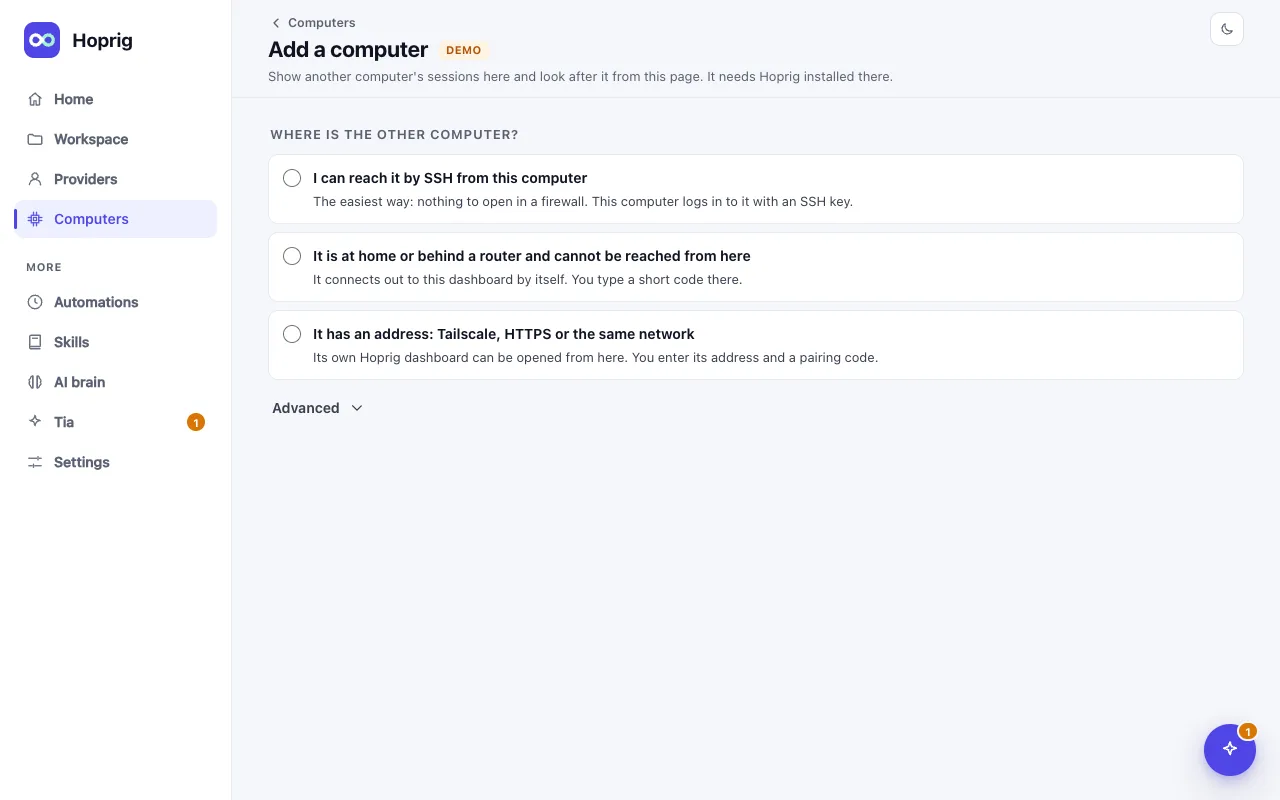 Hoprig
Home
Workspace
Providers
Computers
MORE
Automations
Skills
AI brain
Tia
1
Settings
Computers
Add a computer
DEMO
Show another computer's sessions here and look after it from this page. It needs Hoprig installed there.
WHERE IS THE OTHER COMPUTER?
I can reach it by SSH from this computer
The easiest way: nothing to open in a firewall. This computer logs in to it with an SSH key.
It is at home or behind a router and cannot be reached from here
It connects out to this dashboard by itself. You type a short code there.
It has an address: Tailscale, HTTPS or the same network
Its own Hoprig dashboard can be opened from here. You enter its address and a pairing code.
Advanced
1